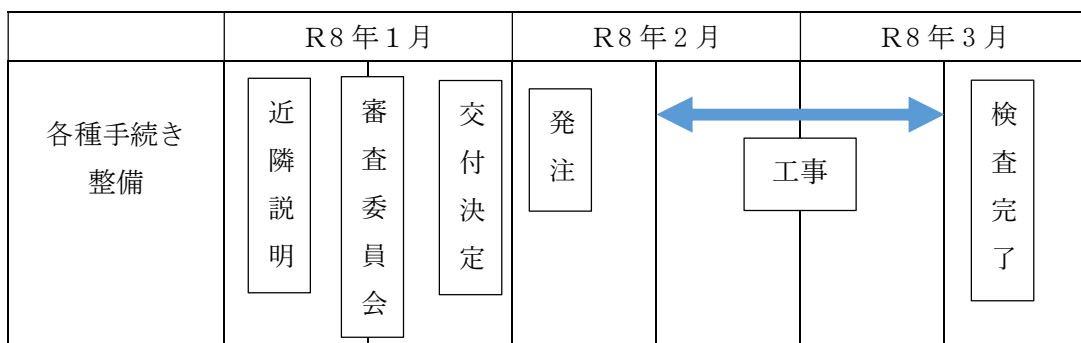 R8年1月
R8年2月
R8年3月
各種手続き
整備
近隣説明
審査委員会
交付決定
発注
工事
検査完了